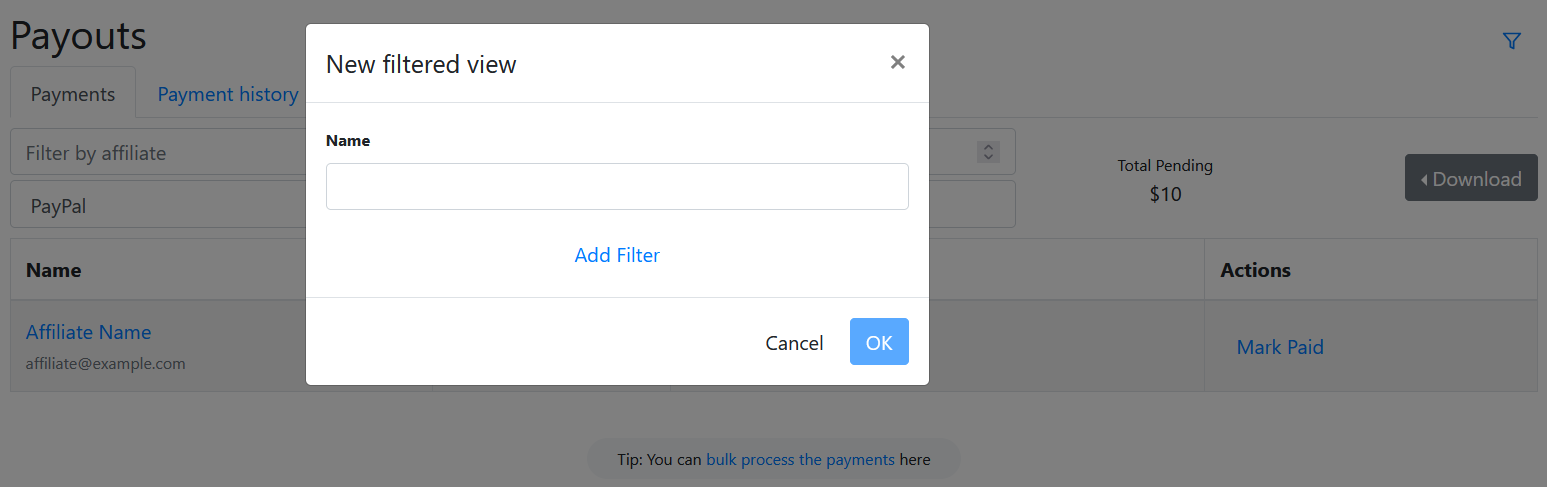 Payouts
New filtered view
×
Payments
Payment history
Name
Filter by affiliate
Total Pending
$10
Download
PayPal
Add Filter
Name
Actions
Affiliate Name
affiliate@example.com
Mark Paid
Cancel
OK
Tip: You can bulk process the payments here